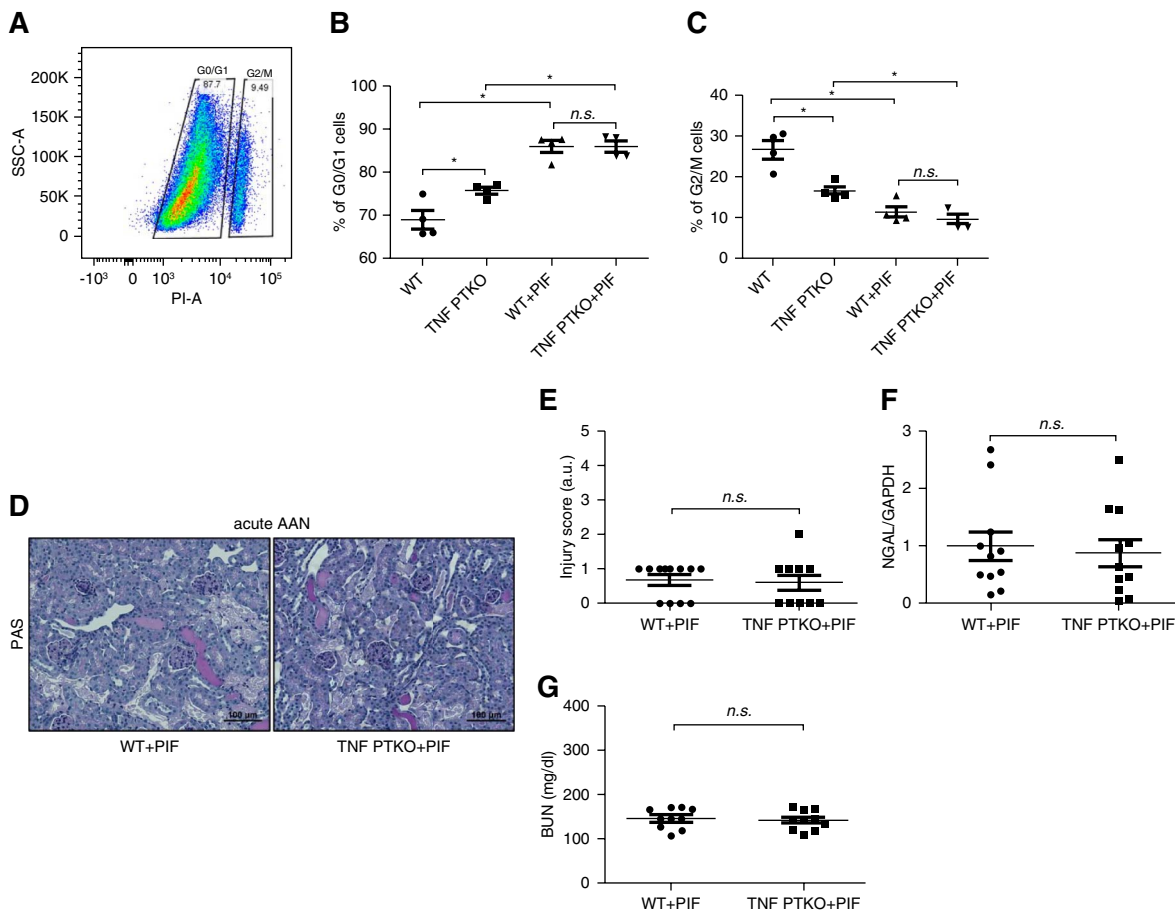 A
G0/G1
87.7
G2/M
9.49
200K
150K
100K
50K
0
SSC-A
-10³ 0 10³ 10⁴ 10⁵
PI-A
B
100
90
80
70
60
% of G0/G1 cells
*
*
n.s.
*
WT
TNF PTKO
WT+PIF
TNF PTKO+PIF
C
40
30
20
10
0
% of G2/M cells
*
*
*
n.s.
WT
TNF PTKO
WT+PIF
TNF PTKO+PIF
D
acute AAN
PAS
100 µm
100 µm
WT+PIF
TNF PTKO+PIF
E
5
4
3
2
1
0
Injury score (a.u.)
n.s.
WT+PIF
TNF PTKO+PIF
F
3
2
1
0
NGAL/GAPDH
n.s.
WT+PIF
TNF PTKO+PIF
G
400
300
200
100
0
BUN (mg/dl)
n.s.
WT+PIF
TNF PTKO+PIF